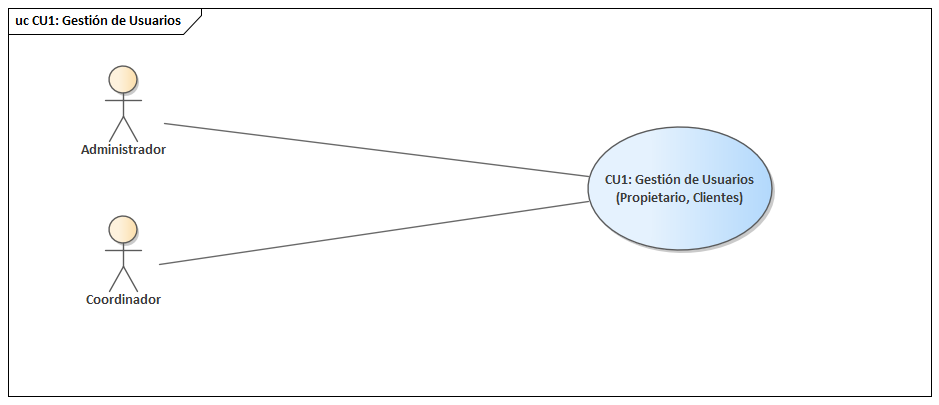 uc CU1: Gestión de Usuarios
Administrador
CU1: Gestión de Usuarios
(Propietario, Clientes)
Coordinador